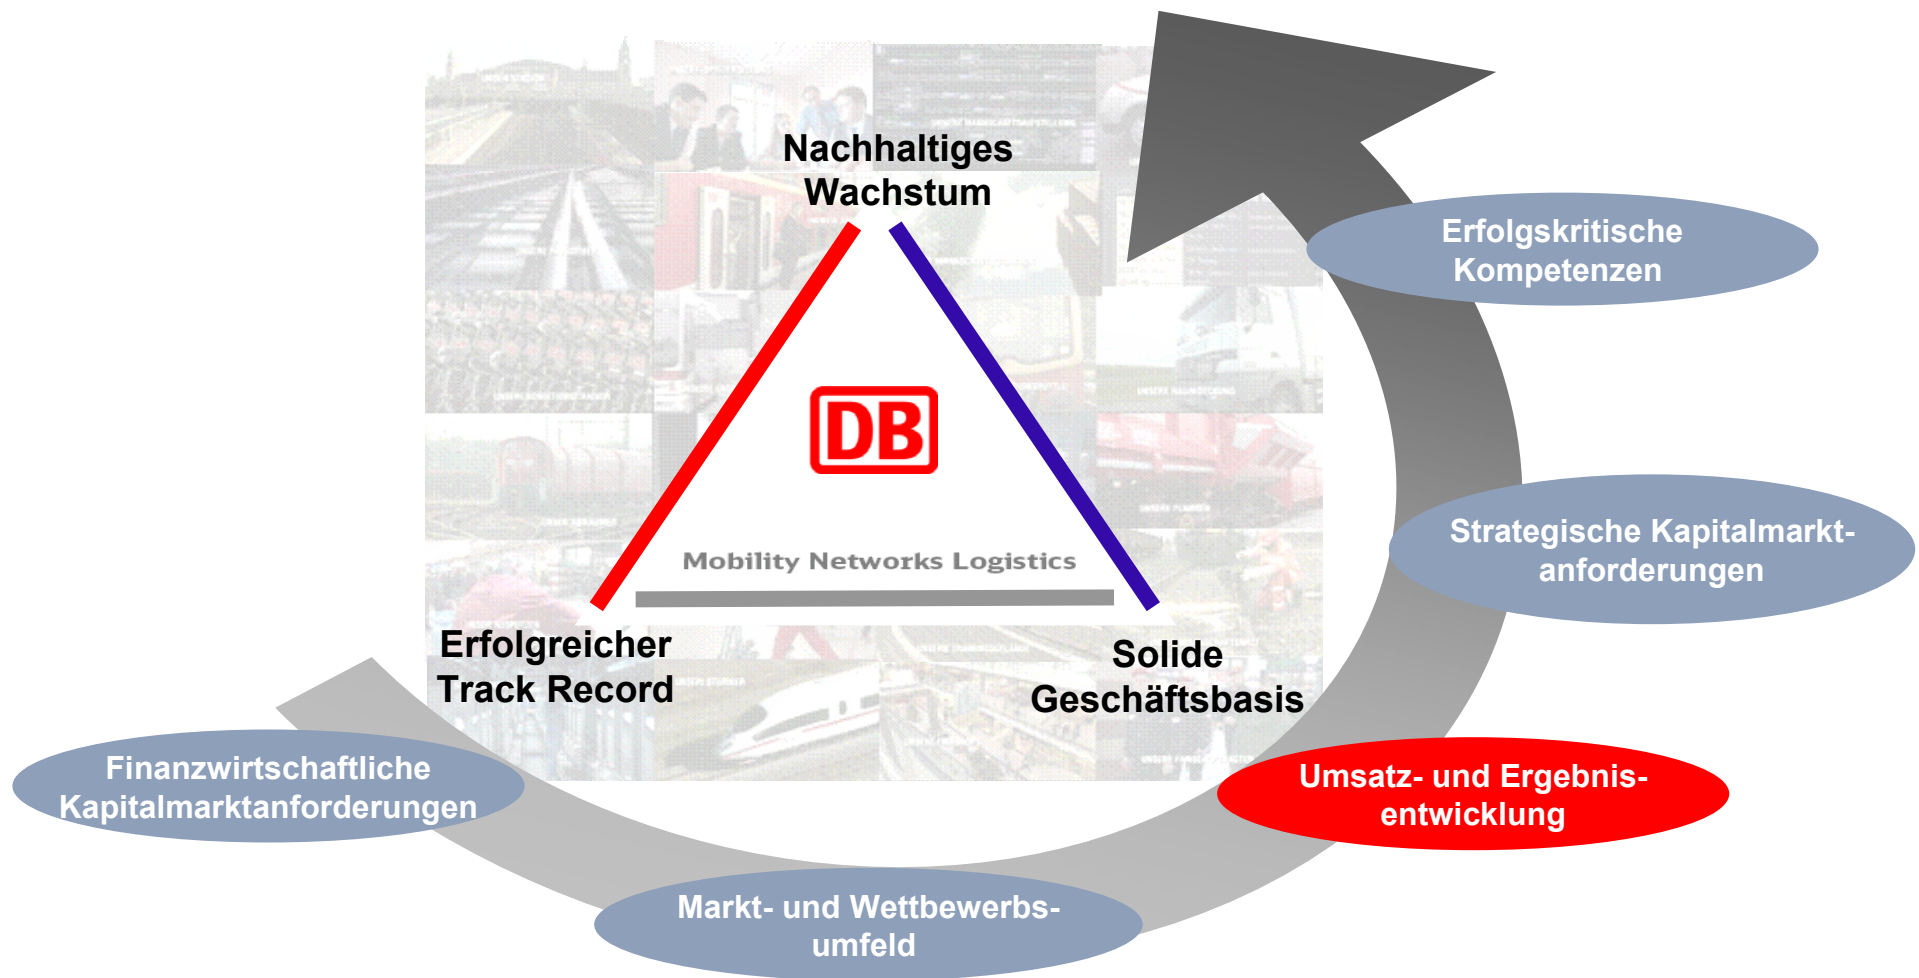 Nachhaltiges
Wachstum
Erfolgskritische
Kompetenzen
DB
Strategische Kapitalmarkt-
anforderungen
Mobility Networks Logistics
Erfolgreicher
Track Record
Solide
Geschäftsbasis
Finanzwirtschaftliche
Kapitalmarktanforderungen
Umsatz- und Ergebnis-
entwicklung
Markt- und Wettbewerbs-
umfeld